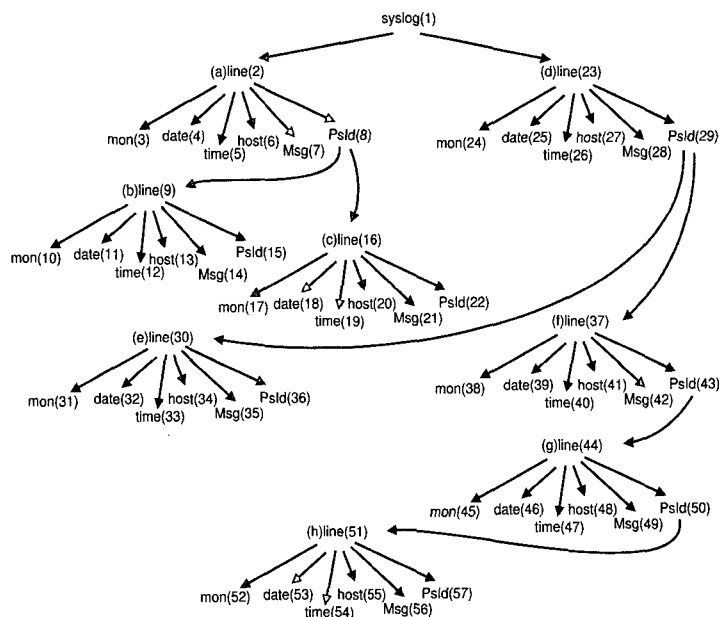 syslog(1)
(a)line(2)
(d)line(23)
mon(3)
date(4)
time(5)
host(6)
Msg(7)
PsId(8)
mon(24)
date(25)
time(26)
host(27)
Msg(28)
PsId(29)
(b)line(9)
mon(10)
date(11)
time(12)
host(13)
Msg(14)
PsId(15)
(c)line(16)
mon(17)
date(18)
time(19)
host(20)
Msg(21)
PsId(22)
(e)line(30)
mon(31)
date(32)
time(33)
host(34)
Msg(35)
PsId(36)
(f)line(37)
mon(38)
date(39)
time(40)
host(41)
Msg(42)
PsId(43)
(g)line(44)
mon(45)
date(46)
time(47)
host(48)
Msg(49)
PsId(50)
(h)line(51)
mon(52)
date(53)
time(54)
host(55)
Msg(56)
PsId(57)